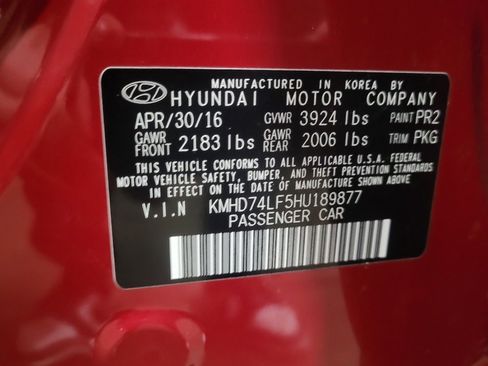 MANUFACTURED IN KOREA BY
HYUNDAI MOTOR COMPANY
APR/30/16 GVWR 3924 lbs PAINT PR2
GAWR FRONT 2183 lbs GAWR REAR 2006 lbs TRIM PKG
THIS VEHICLE CONFORMS TO ALL APPLICABLE U.S.A. FEDERAL
MOTOR VEHICLE SAFETY, BUMPER, AND THEFT PREVENTION STANDARDS
IN EFFECT ON THE DATE OF MANUFACTURE SHOWN ABOVE.
V.I.N KMHD74LF5HU189877
PASSENGER CAR